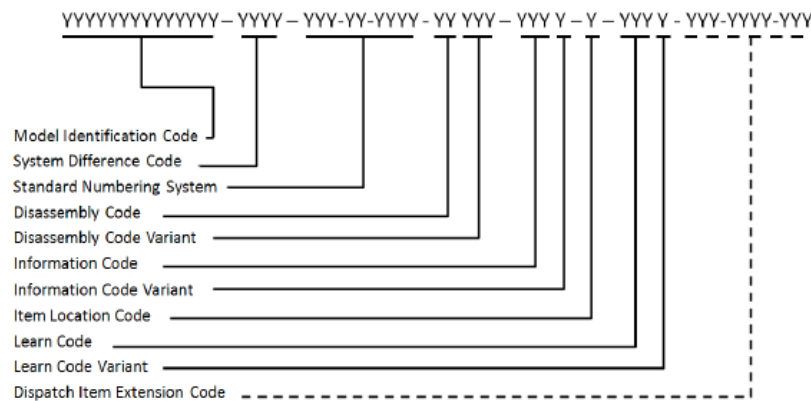 YYYYYYYYYYYYYY – YYYY – YYY-YY-YYYY - YY YYY – YYY Y – Y – YYY Y - YYY-YYYY-YYY
Model Identification Code
System Difference Code
Standard Numbering System
Disassembly Code
Disassembly Code Variant
Information Code
Information Code Variant
Item Location Code
Learn Code
Learn Code Variant
Dispatch Item Extension Code